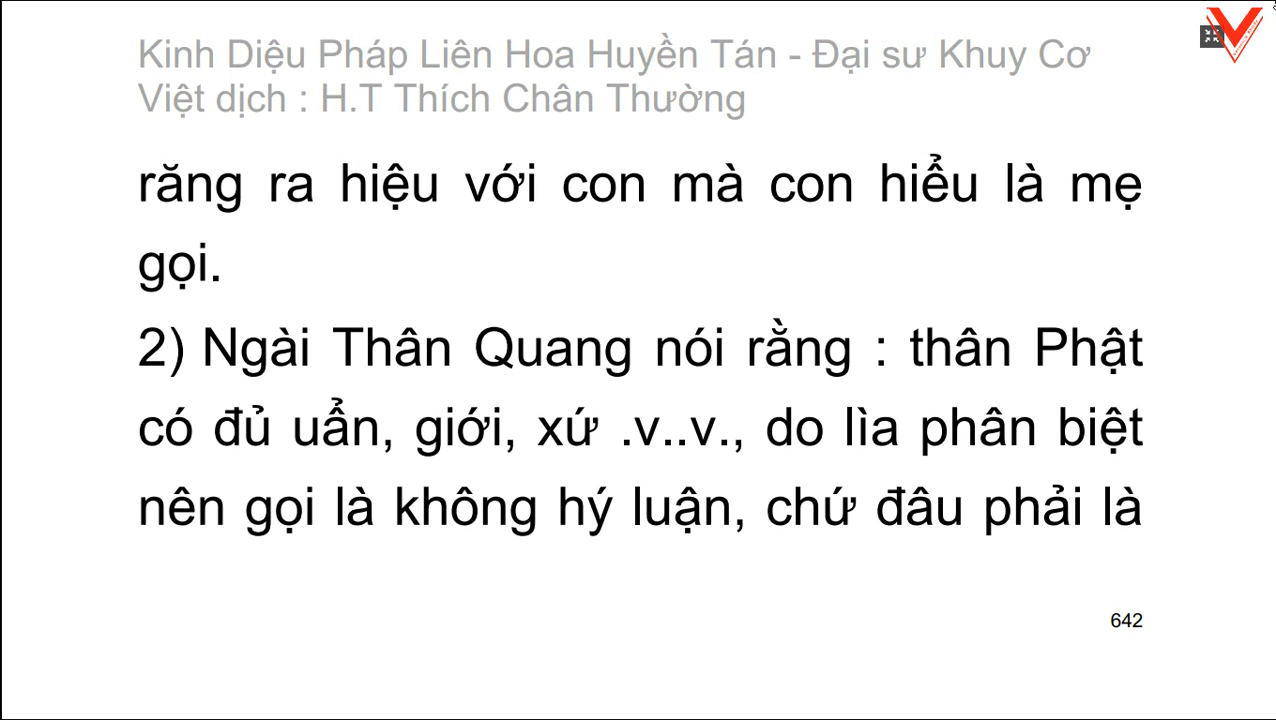 Kinh Diệu Pháp Liên Hoa Huyền Tán - Đại sư Khuy Cơ
Việt dịch : H.T Thích Chân Thường
răng ra hiệu với con mà con hiểu là mẹ
gọi.
2) Ngài Thân Quang nói rằng : thân Phật
có đủ uẩn, giới, xứ .v..v., do lìa phân biệt
nên gọi là không hý luận, chứ đâu phải là
642